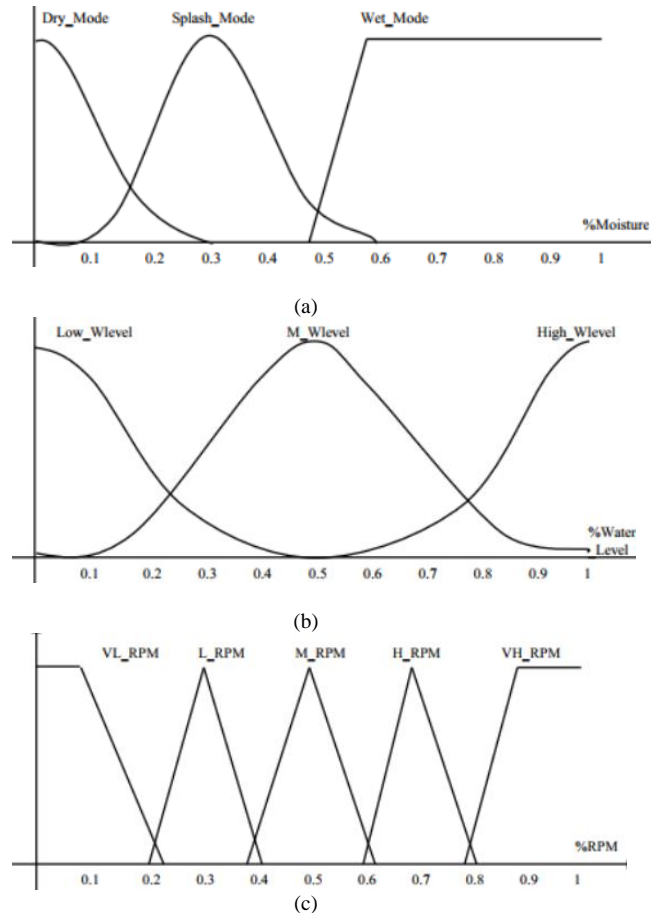 Dry_Mode Splash_Mode Wet_Mode
%Moisture
0.1 0.2 0.3 0.4 0.5 0.6 0.7 0.8 0.9 1
(a)
Low_Wlevel M_Wlevel High_Wlevel
%Water
Level
0.1 0.2 0.3 0.4 0.5 0.6 0.7 0.8 0.9 1
(b)
VL_RPM L_RPM M_RPM H_RPM VH_RPM
%RPM
0.1 0.2 0.3 0.4 0.5 0.6 0.7 0.8 0.9 1
(c)